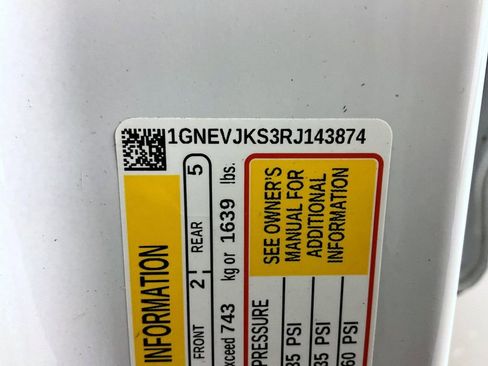 1GNEVJKS3RJ143874
INFORMATION
FRONT 2 REAR 5
xceed 743 kg or 1639 lbs.
PRESSURE
SEE OWNER'S
MANUAL FOR
ADDITIONAL
INFORMATION
35 PSI
35 PSI
60 PSI